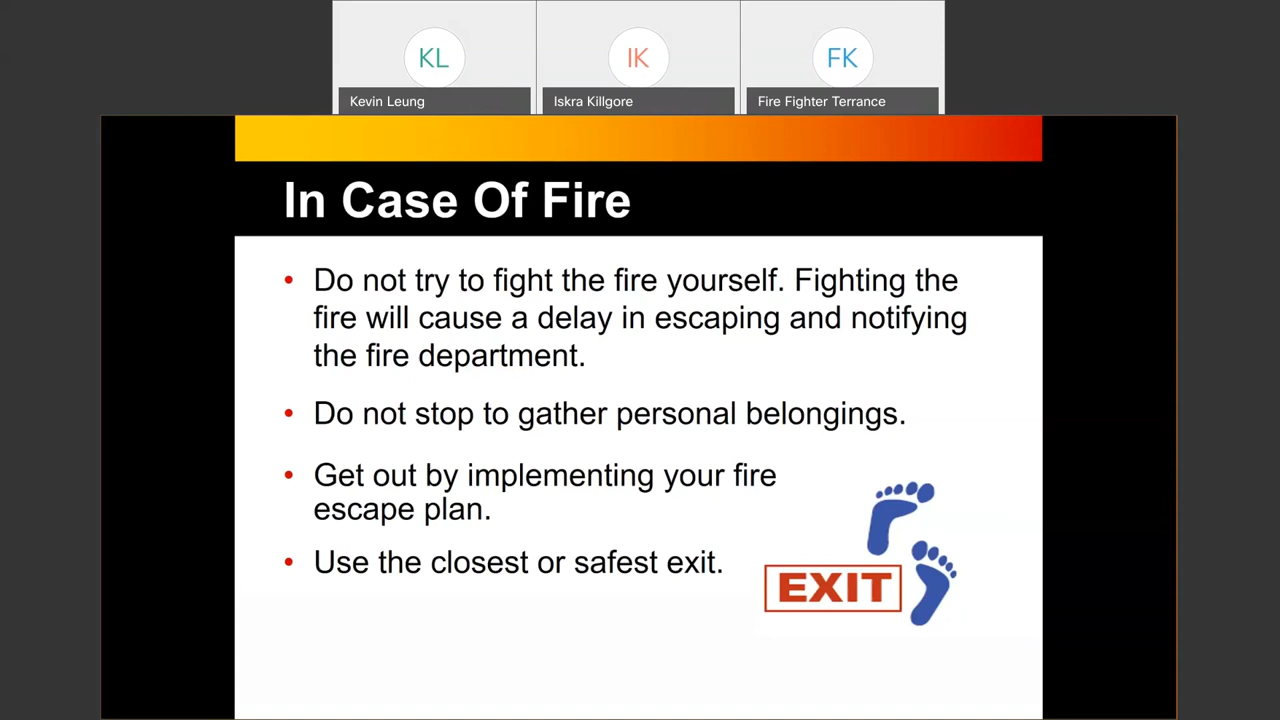 KL
IK
FK
Kevin Leung
Iskra Killgore
Fire Fighter Terrance
In Case Of Fire
• Do not try to fight the fire yourself. Fighting the
fire will cause a delay in escaping and notifying
the fire department.
• Do not stop to gather personal belongings.
• Get out by implementing your fire
escape plan.
• Use the closest or safest exit.
EXIT